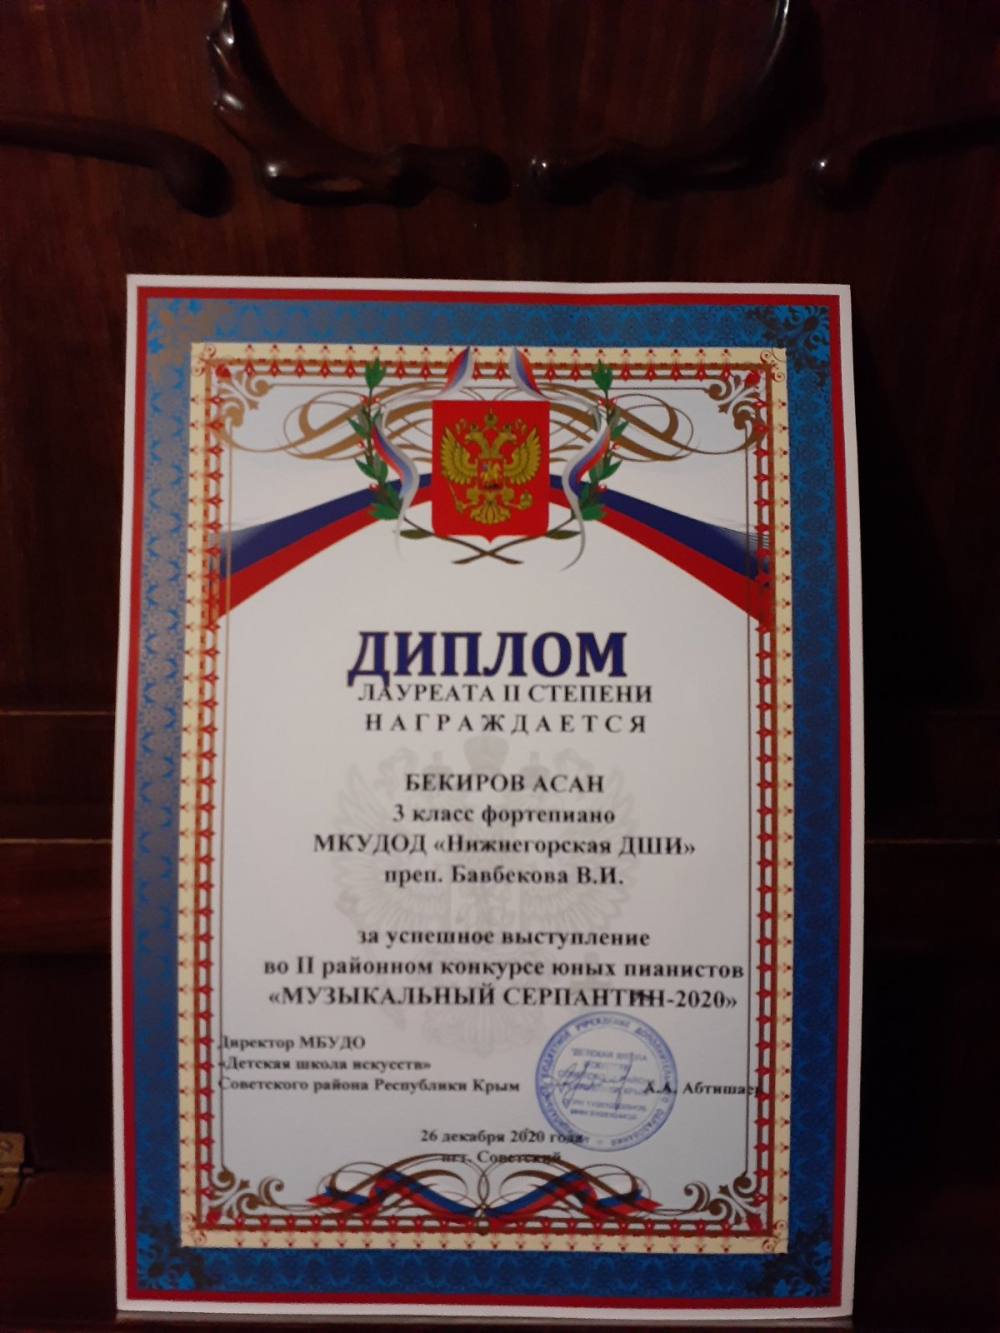 ДИПЛОМ
ЛАУРЕАТА II СТЕПЕНИ
НАГРАЖДАЕТСЯ
БЕКИРОВ АСАН
3 класс фортепиано
МКУДОД «Нижнегорская ДШИ»
преп. Бавбекова В.И.
за успешное выступление
во II районном конкурсе юных пианистов
«МУЗЫКАЛЬНЫЙ СЕРПАНТИН-2020»
Директор МБУДО
«Детская школа искусств»
Советского района Республики Крым
26 декабря 2020 года
пгт. Советский